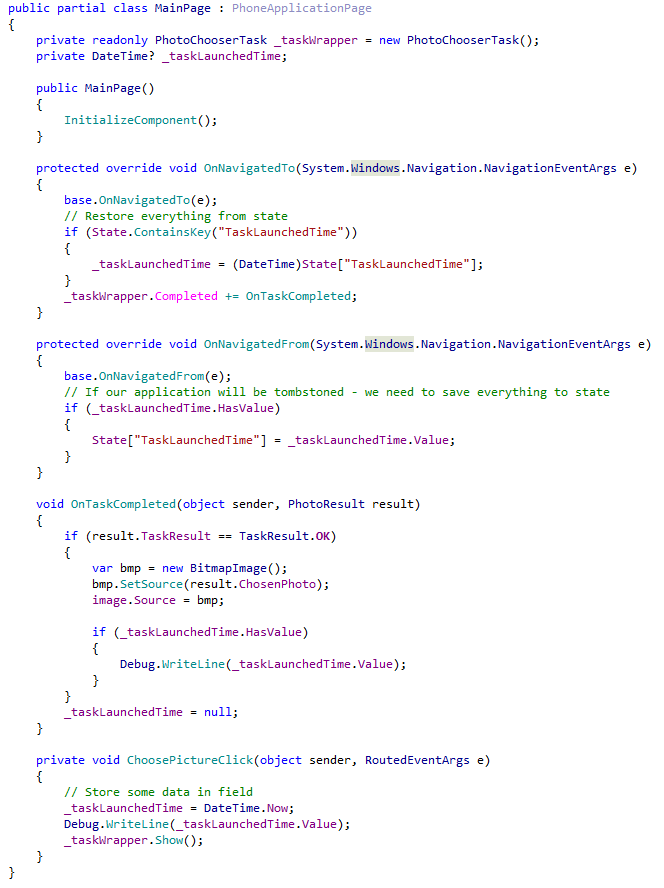 public partial class MainPage : PhoneApplicationPage
{
    private readonly PhotoChooserTask _taskWrapper = new PhotoChooserTask();
    private DateTime? _taskLaunchedTime;

    public MainPage()
    {
        InitializeComponent();
    }

    protected override void OnNavigatedTo(System.Windows.Navigation.NavigationEventArgs e)
    {
        base.OnNavigatedTo(e);
        // Restore everything from state
        if (State.ContainsKey("TaskLaunchedTime"))
        {
            _taskLaunchedTime = (DateTime)State["TaskLaunchedTime"];
        }
        _taskWrapper.Completed += OnTaskCompleted;
    }

    protected override void OnNavigatedFrom(System.Windows.Navigation.NavigationEventArgs e)
    {
        base.OnNavigatedFrom(e);
        // If our application will be tombstoned - we need to save everything to state
        if (_taskLaunchedTime.HasValue)
        {
            State["TaskLaunchedTime"] = _taskLaunchedTime.Value;
        }
    }

    void OnTaskCompleted(object sender, PhotoResult result)
    {
        if (result.TaskResult == TaskResult.OK)
        {
            var bmp = new BitmapImage();
            bmp.SetSource(result.ChosenPhoto);
            image.Source = bmp;

            if (_taskLaunchedTime.HasValue)
            {
                Debug.WriteLine(_taskLaunchedTime.Value);
            }
        }
        _taskLaunchedTime = null;
    }

    private void ChoosePictureClick(object sender, RoutedEventArgs e)
    {
        // Store some data in field
        _taskLaunchedTime = DateTime.Now;
        Debug.WriteLine(_taskLaunchedTime.Value);
        _taskWrapper.Show();
    }
}